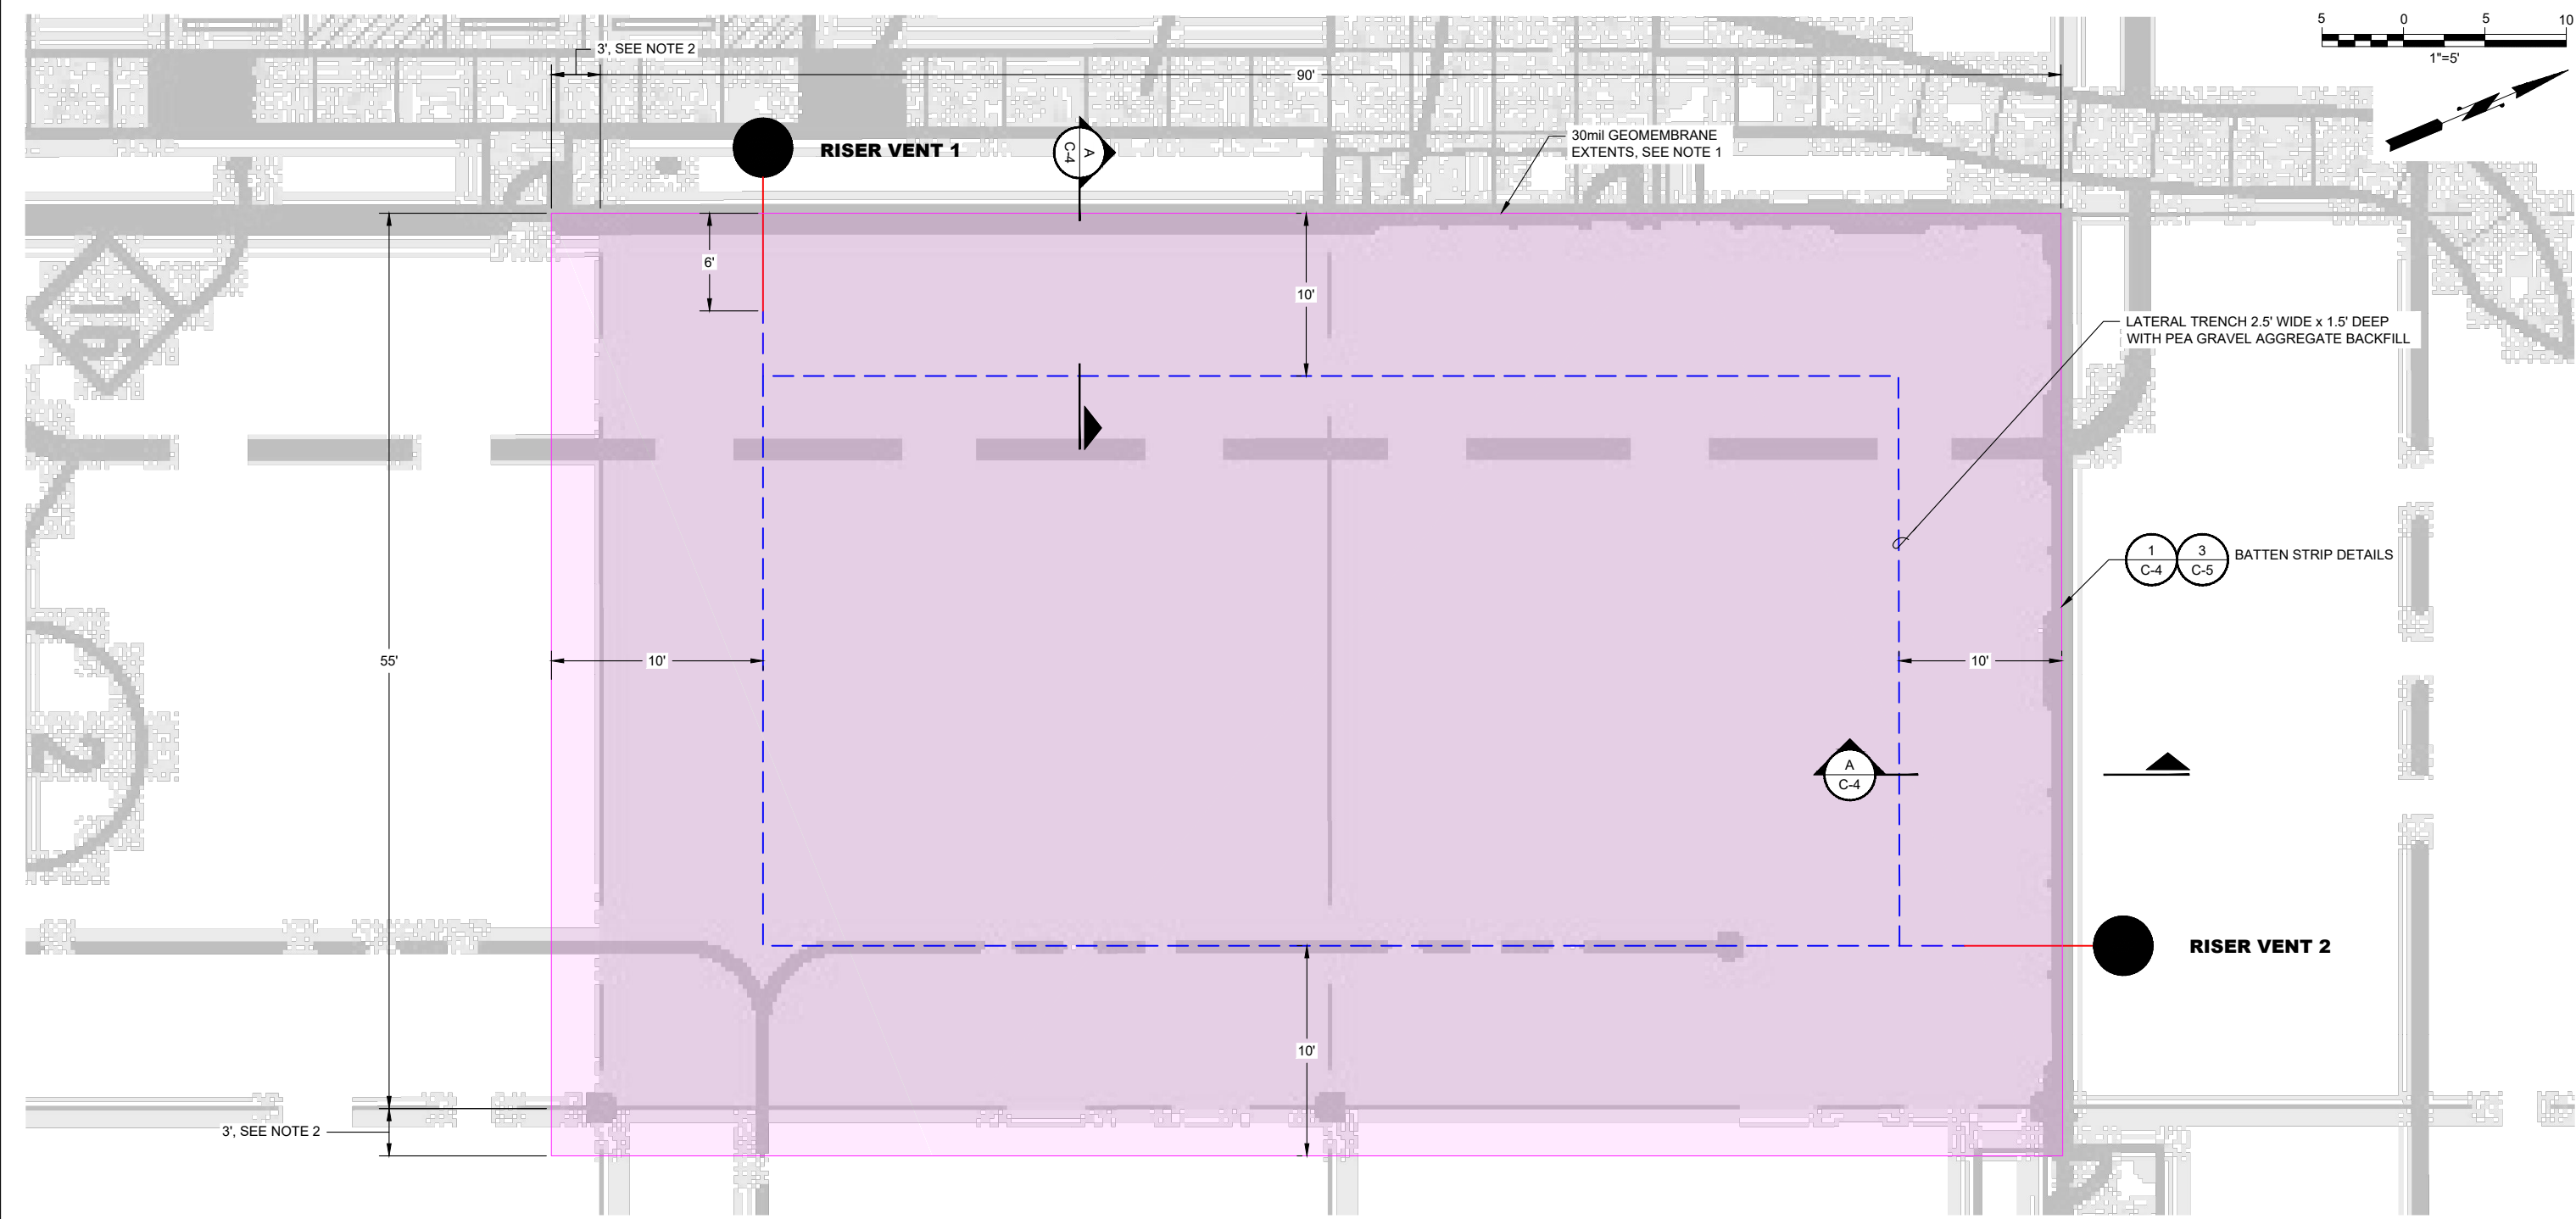 5 0 5 10
1"=5'
3', SEE NOTE 2
90'
30mil GEOMEMBRANE
EXTENTS, SEE NOTE 1
RISER VENT 1
A
C-4
6'
10'
LATERAL TRENCH 2.5' WIDE x 1.5' DEEP
WITH PEA GRAVEL AGGREGATE BACKFILL
1
C-4
3
C-5
BATTEN STRIP DETAILS
55'
10'
10'
A
C-4
RISER VENT 2
10'
3', SEE NOTE 2
2